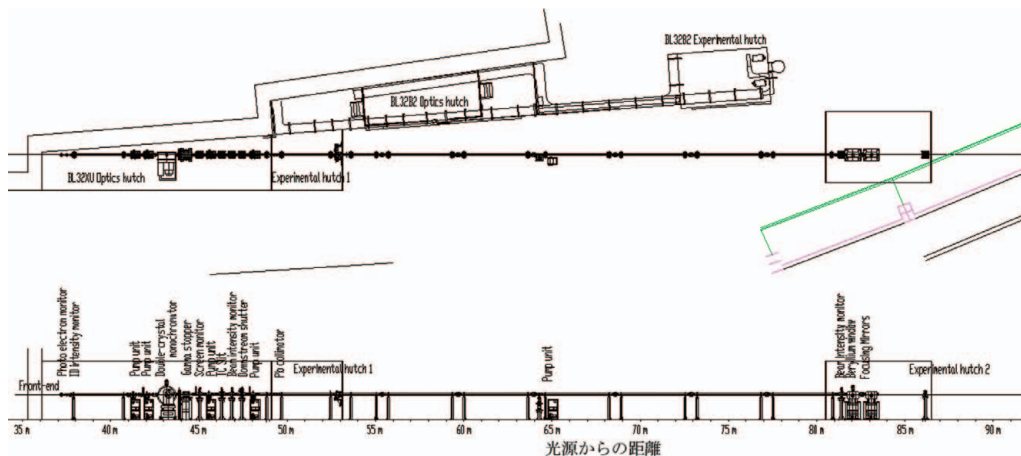 BL32B2 Experimental hutch
BL32B2 Optics hutch
BL32XU Optics hutch
Experimental hutch 1
Photo electron monitor
ID Intensity monitor
Pump unit
Pump unit
Double-crystal
monochromator
Gamma stopper
Screen monitor
Pump unit
TC Slit
Beam intensity monitor
Downstream shutter
Pump unit
Pb collimator
Experimental hutch 1
Pump unit
Beam intensity monitor
Focusing Mirrors
Experimental hutch 2
Front-end
35 m 40 m 45 m 50 m 55 m 60 m 65 m 70 m 75 m 80 m 85 m 90 m
光源からの距離